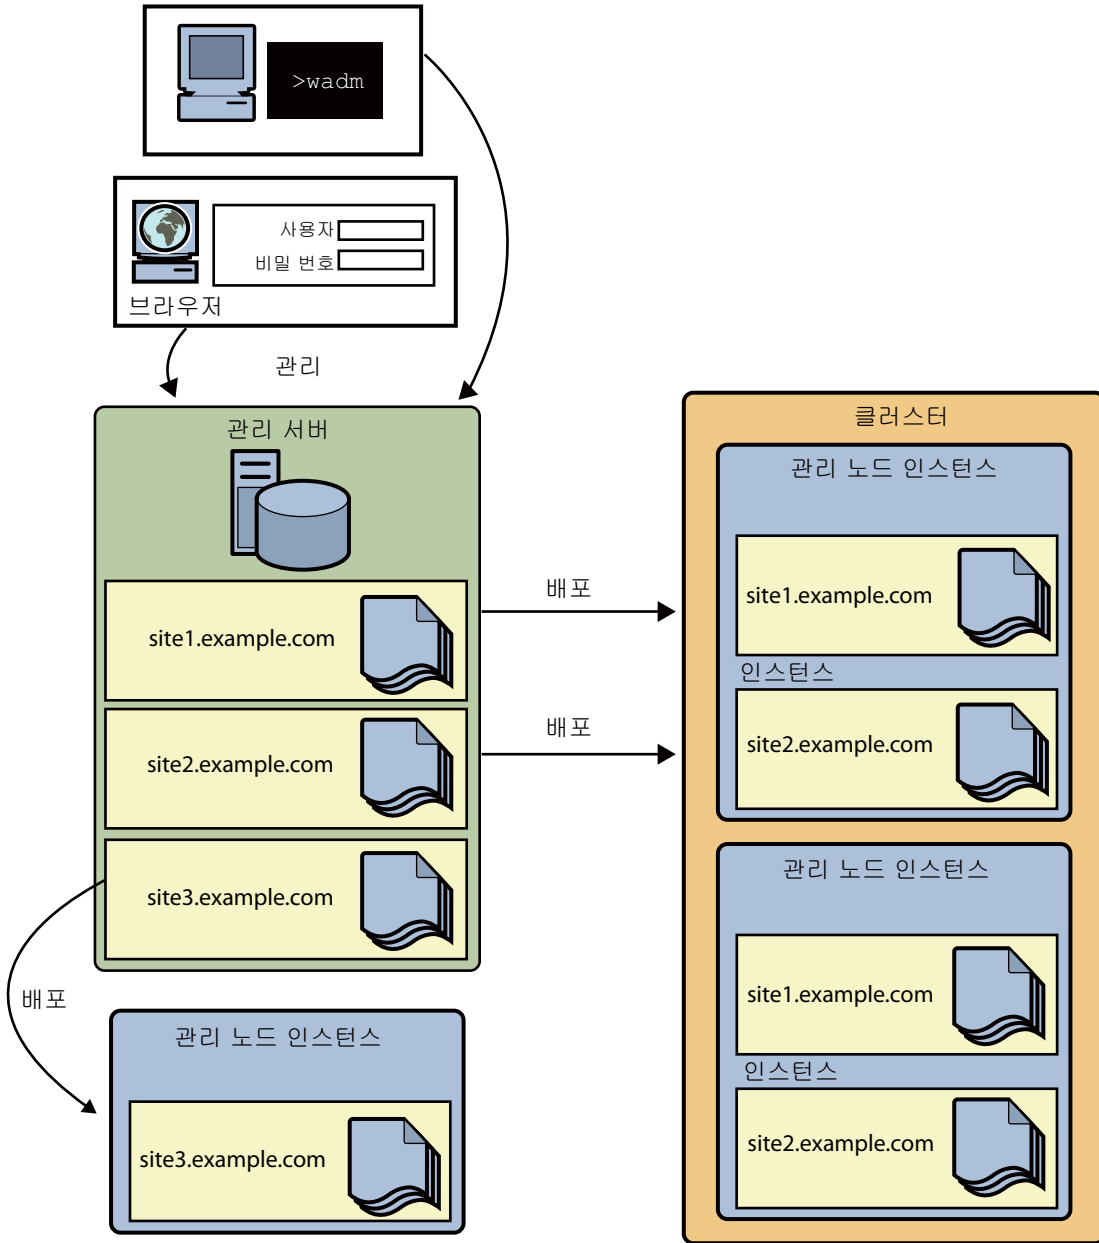 >wadm
사용자
비밀 번호
브라우저
관리
관리 서버
site1.example.com
site2.example.com
site3.example.com
배포
배포
배포
관리 노드 인스턴스
site3.example.com
클러스터
관리 노드 인스턴스
site1.example.com
인스턴스
site2.example.com
관리 노드 인스턴스
site1.example.com
인스턴스
site2.example.com